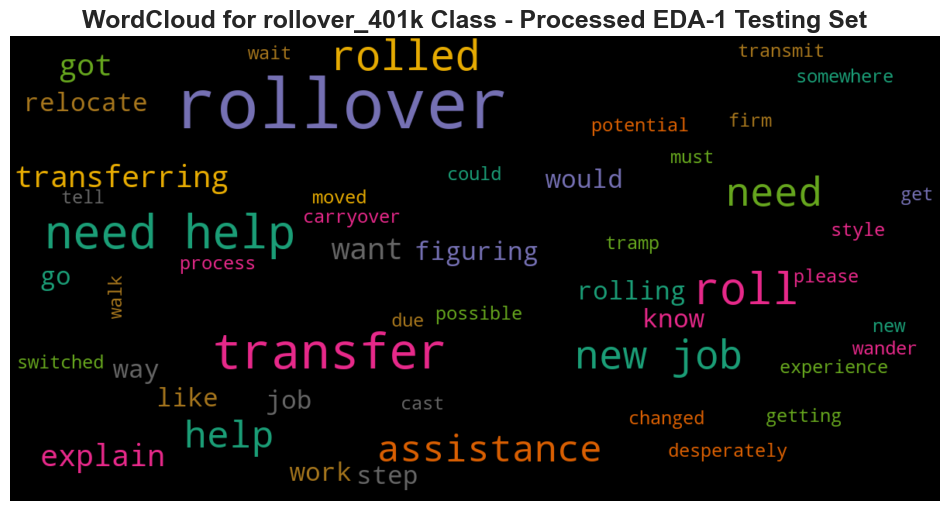 WordCloud for rollover_401k Class - Processed EDA-1 Testing Set
got
wait
rolled
transmit
somewhere
relocate
rollover
potential
firm
must
transferring
could
would
need
get
tell
moved
carryover
need help
want
figuring
tramp
style
process
go
walk
rolling
roll
please
possible
know
due
new
transfer
new job
wander
switched
way
experience
like
job
cast
changed
getting
help
assistance
desperately
explain
work
step